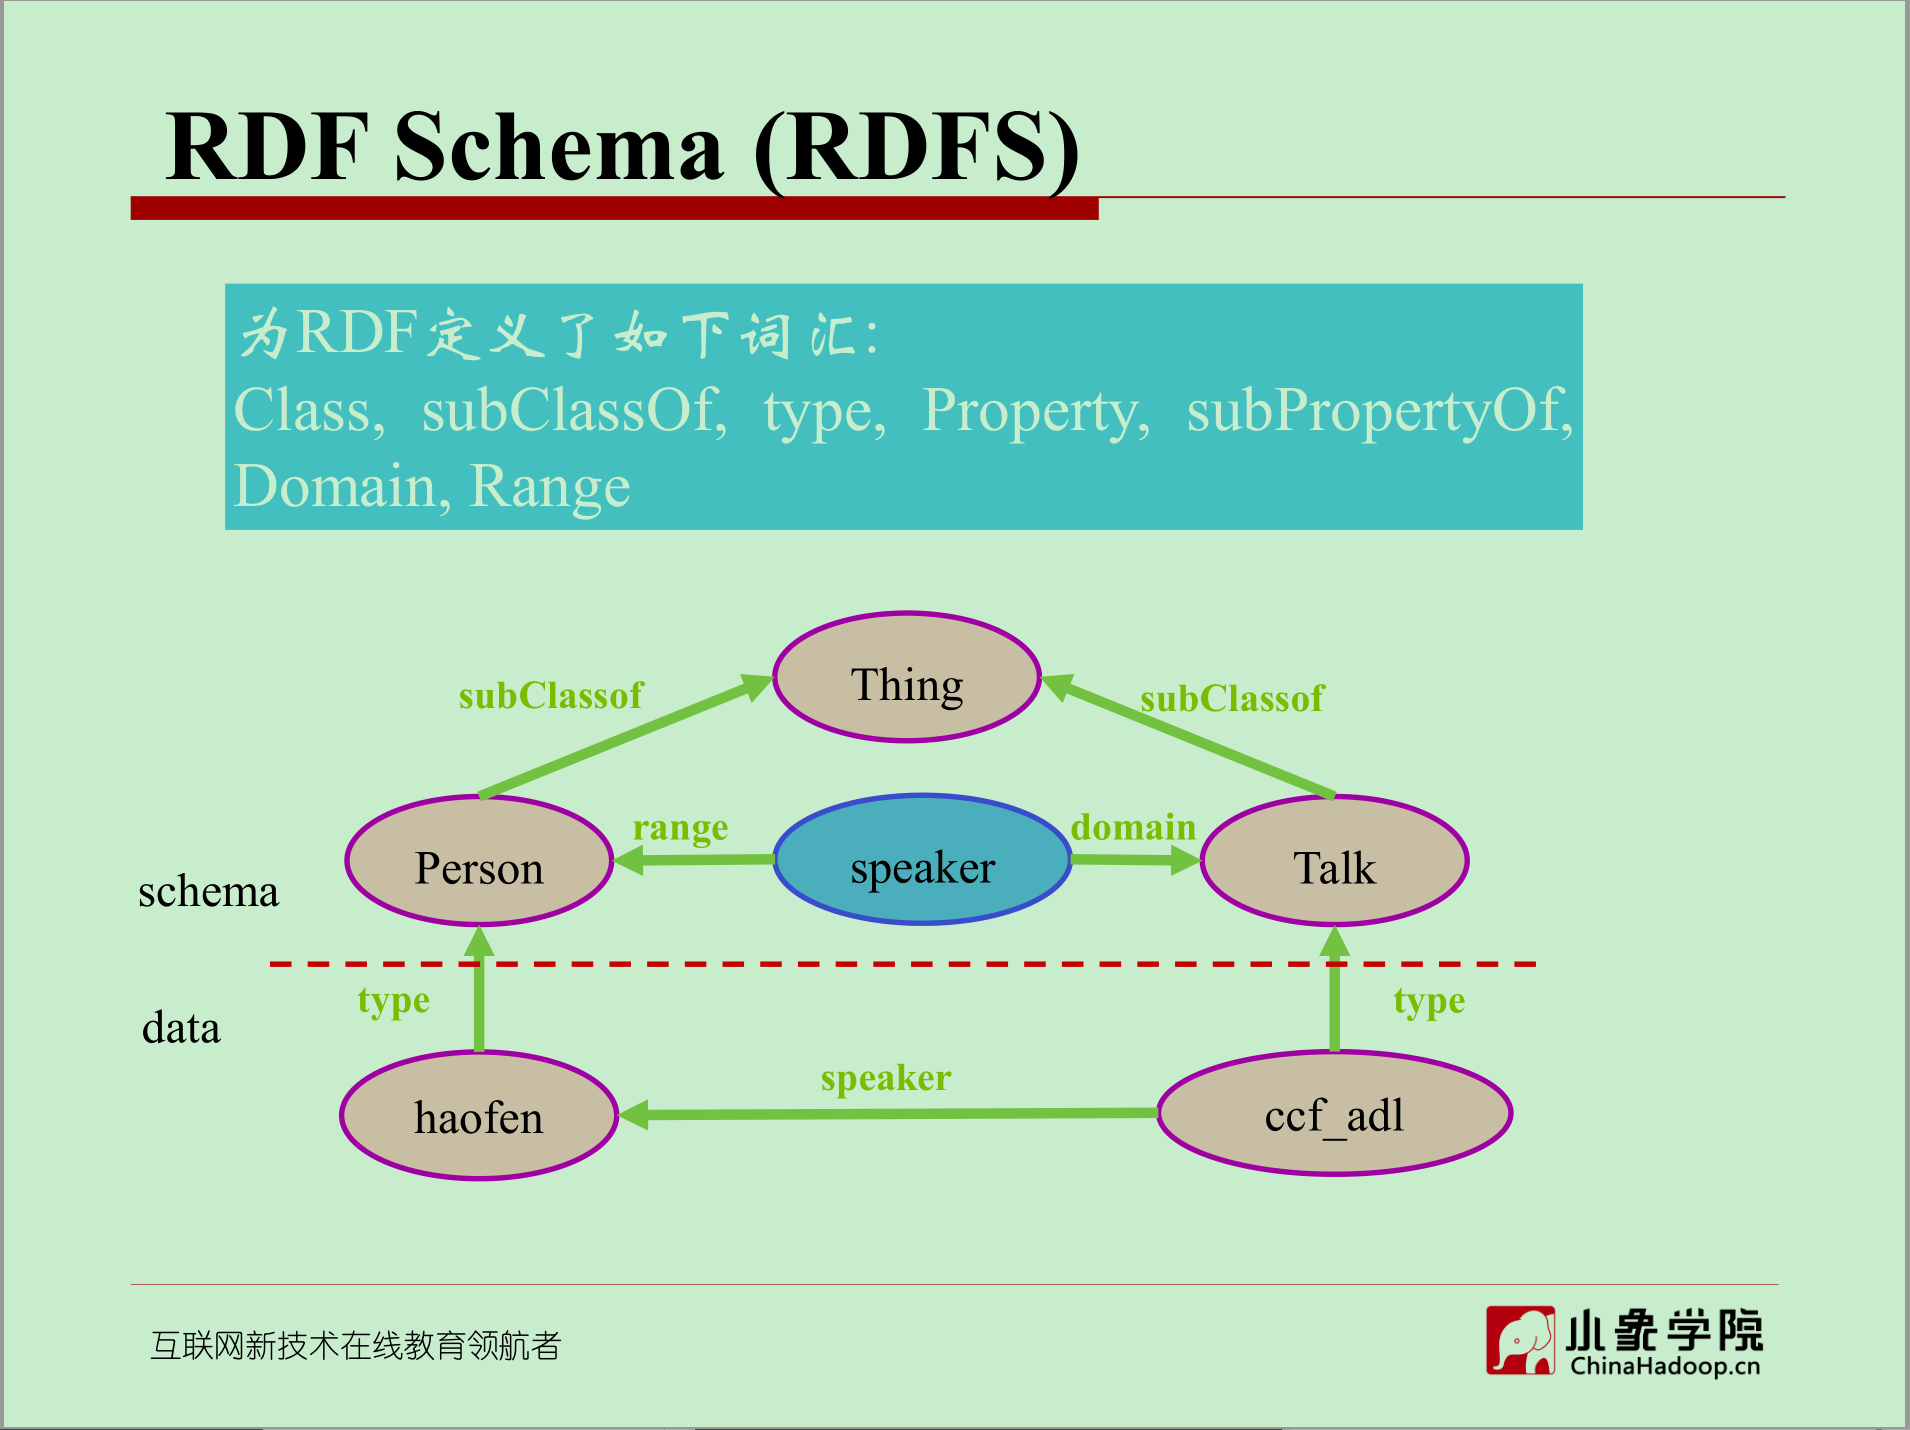 RDF Schema (RDFS)
为RDF定义了如下词汇:
Class, subClassOf, type, Property, subPropertyOf,
Domain, Range
Thing
subClassof
subClassof
range
domain
Person
speaker
Talk
schema
type
type
data
speaker
haofen
ccf_adl
互联网新技术在线教育领航者
小象学院
ChinaHadoop.cn